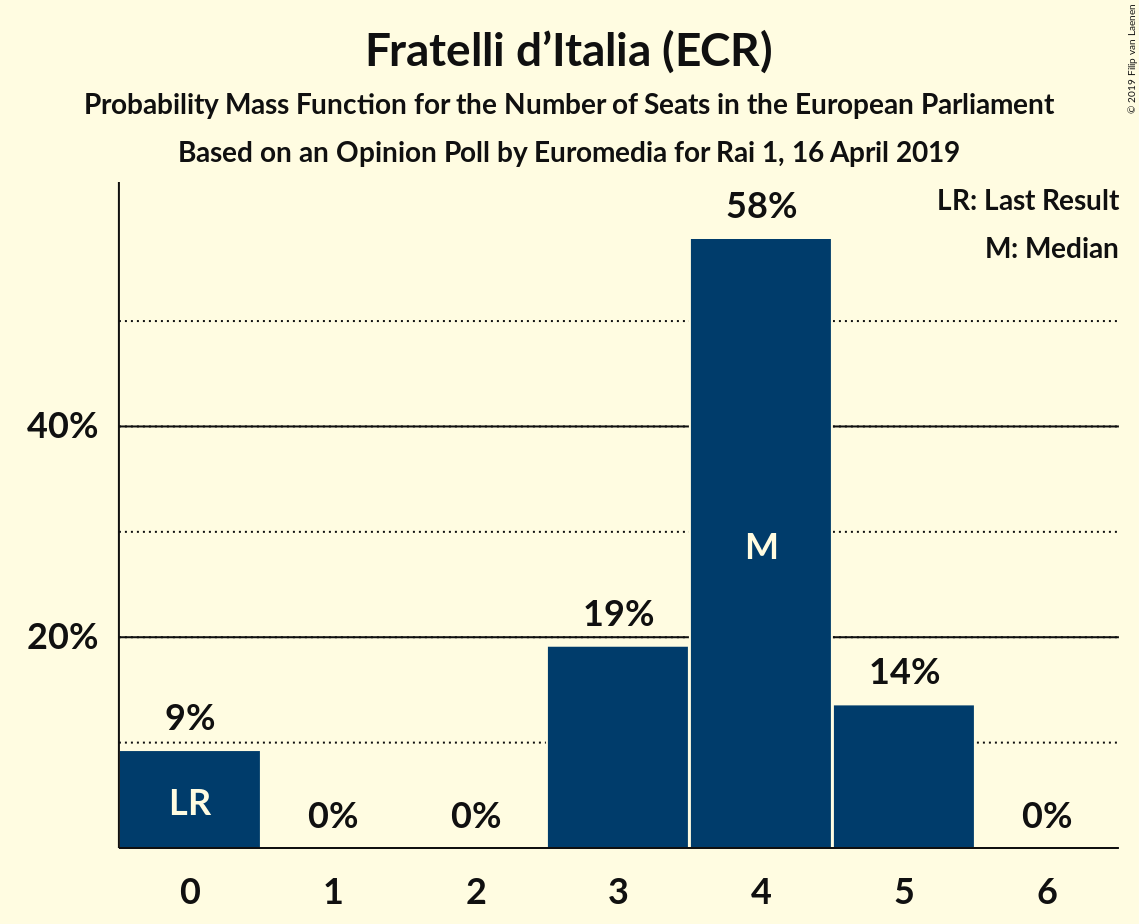 Fratelli d’Italia (ECR)
Probability Mass Function for the Number of Seats in the European Parliament
Based on an Opinion Poll by Euromedia for Rai 1, 16 April 2019
© 2019 Filip van Laenen
LR: Last Result
M: Median
58%
40%
M
19%
20%
14%
9%
LR
0%
0%
0%
0
1
2
3
4
5
6